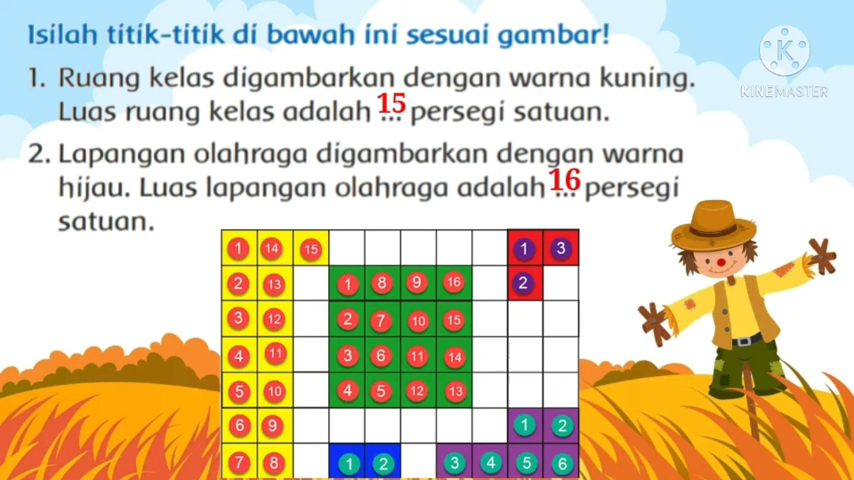 Isilah titik-titik di bawah ini sesuai gambar!
KINEMASTER
1. Ruang kelas digambarkan dengan warna kuning.
Luas ruang kelas adalah 15 ... persegi satuan.
2. Lapangan olahraga digambarkan dengan warna
hijau. Luas lapangan olahraga adalah 16 ... persegi
satuan.
1 14 15 1 3
2 13 1 8 9 16 2
3 12 2 7 10 15
4 11 3 6 11 14
5 10 4 5 12 13
6 9 1 2
7 8 1 2 3 4 5 6